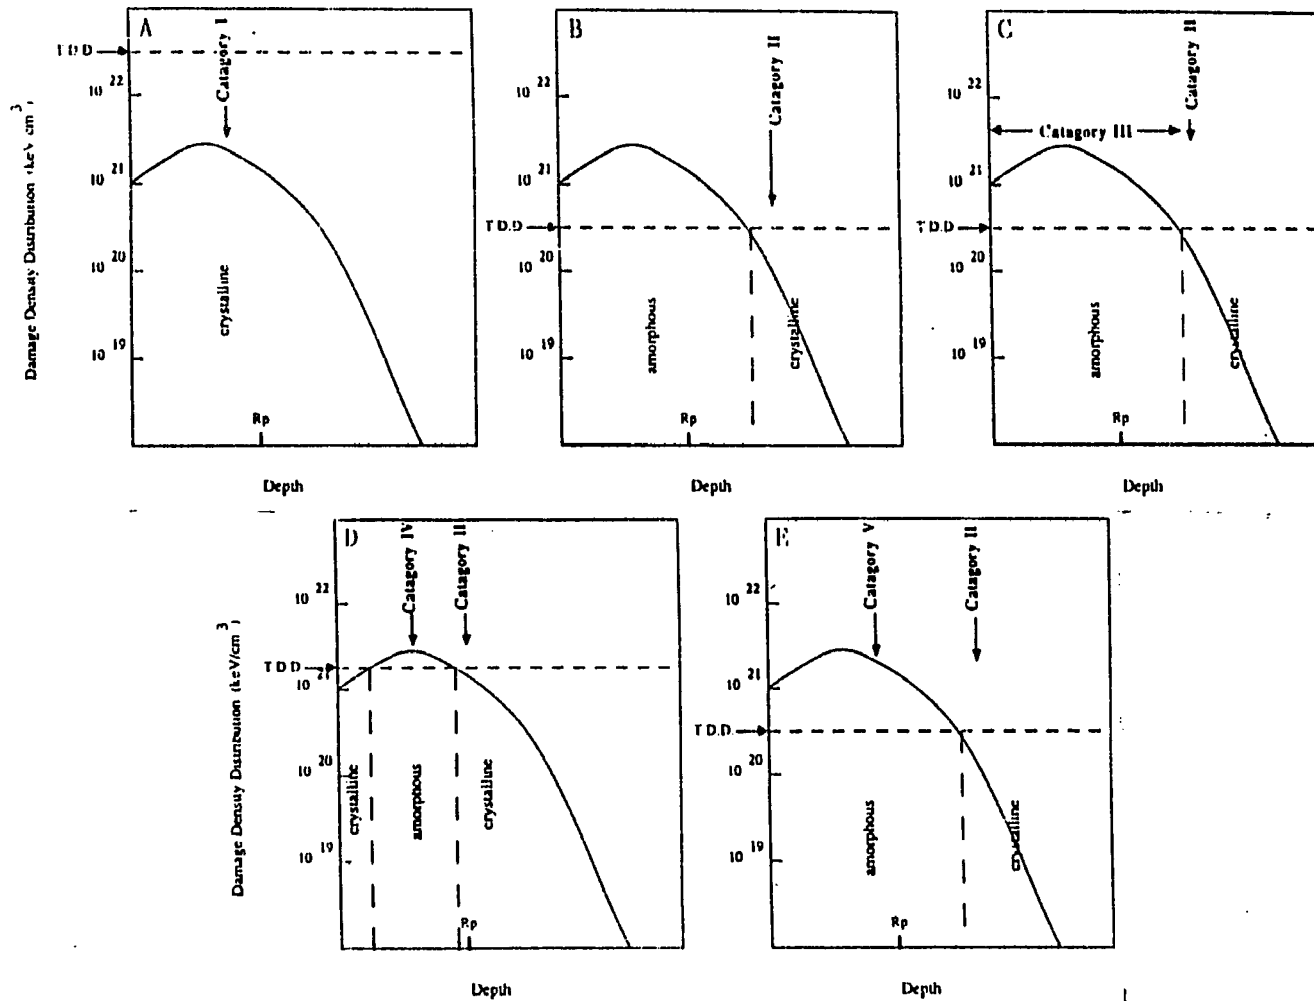 A
Catagory I
T D D
10 22
10 21
10 20
10 19
crystalline
Rp
Depth
Damage Density Distribution (keV cm 3)
B
Catagory II
10 22
10 21
T D.D
10 20
10 19
amorphous
crystalline
Rp
Depth
C
Catagory II
10 22
Catagory III
10 21
T D.D
10 20
10 19
amorphous
crystalline
Rp
Depth
D
Catagory IV
Catagory II
10 22
T D D
10 21
10 20
10 19
crystalline
amorphous
crystalline
Rp
Depth
Damage Density Distribution (keV/cm 3)
E
Catagory V
Catagory II
10 22
10 21
T D.D.
10 20
10 19
amorphous
crystalline
Rp
Depth